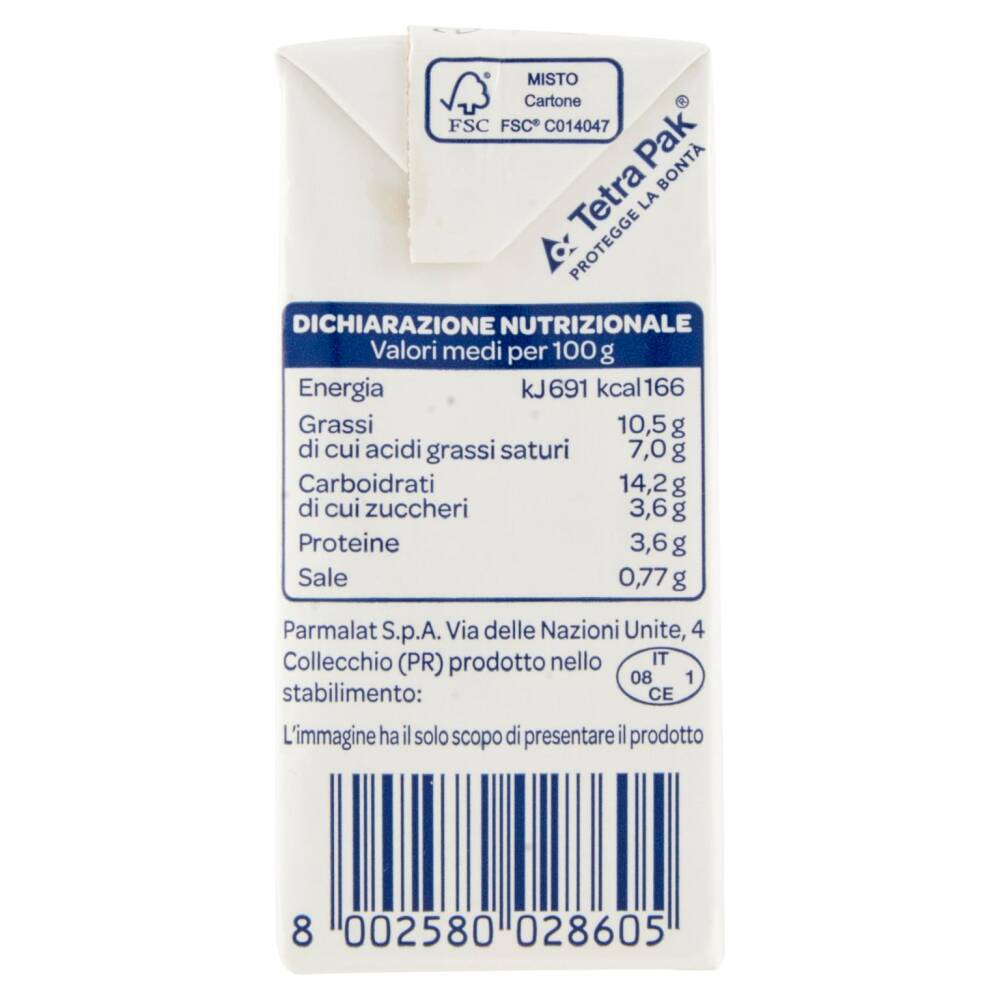 MISTO
Cartone
FSC FSC® C014047
Tetra Pak®
PROTEGGE LA BONTÀ
DICHIARAZIONE NUTRIZIONALE
Valori medi per 100 g
Energia kJ 691 kcal 166
Grassi 10,5 g
di cui acidi grassi saturi 7,0 g
Carboidrati 14,2 g
di cui zuccheri 3,6 g
Proteine 3,6 g
Sale 0,77 g
Parmalat S.p.A. Via delle Nazioni Unite, 4
Collecchio (PR) prodotto nello
stabilimento:
IT
08 1
CE
L'immagine ha il solo scopo di presentare il prodotto
8 002580 028605